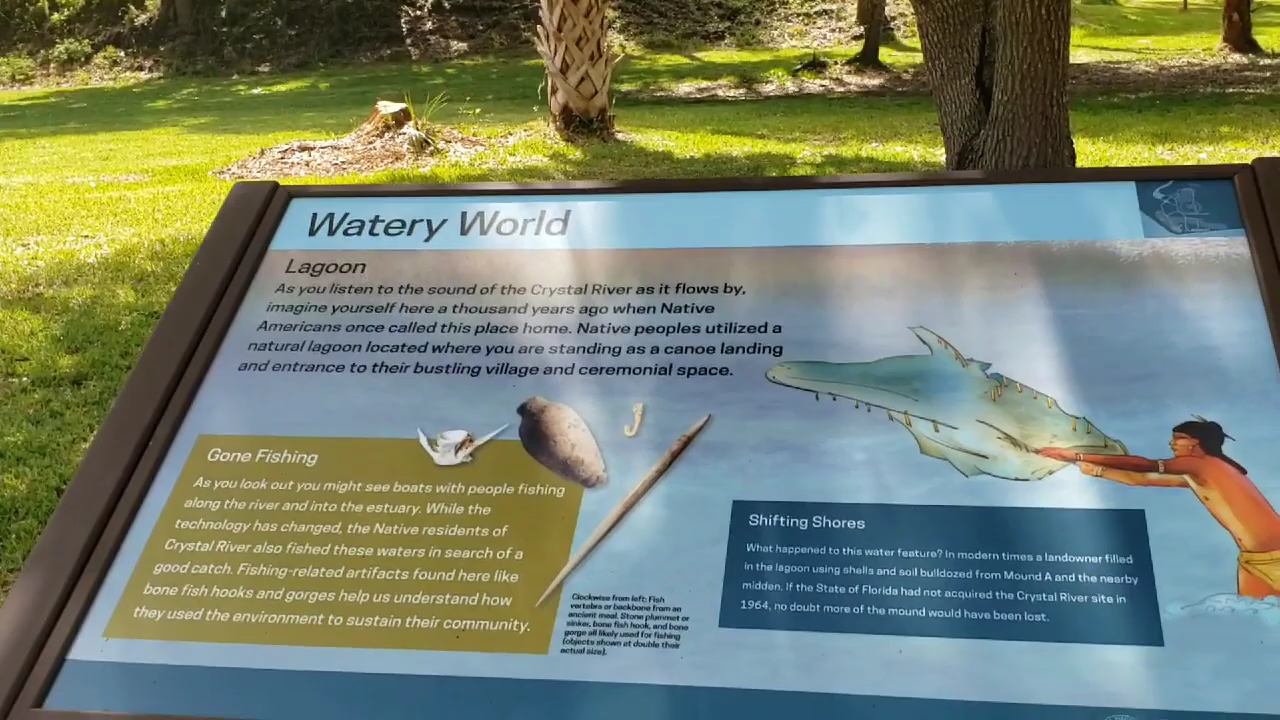 Watery World
Lagoon
As you listen to the sound of the Crystal River as it flows by,
imagine yourself here a thousand years ago when Native
Americans once called this place home. Native peoples utilized a
natural lagoon located where you are standing as a canoe landing
and entrance to their bustling village and ceremonial space.
Gone Fishing
As you look out you might see boats with people fishing
along the river and into the estuary. While the
technology has changed, the Native residents of
Crystal River also fished these waters in search of a
good catch. Fishing-related artifacts found here like
bone fish hooks and gorges help us understand how
they used the environment to sustain their community.
Clockwise from left: Fish
vertebra or backbone from an
ancient meal. Stone plummet or
sinker, bone fish hook, and bone
gorge all likely used for fishing
(objects shown at double their
actual size).
Shifting Shores
What happened to this water feature? In modern times a landowner filled
in the lagoon using shells and soil bulldozed from Mound A and the nearby
midden. If the State of Florida had not acquired the Crystal River site in
1964, no doubt more of the mound would have been lost.